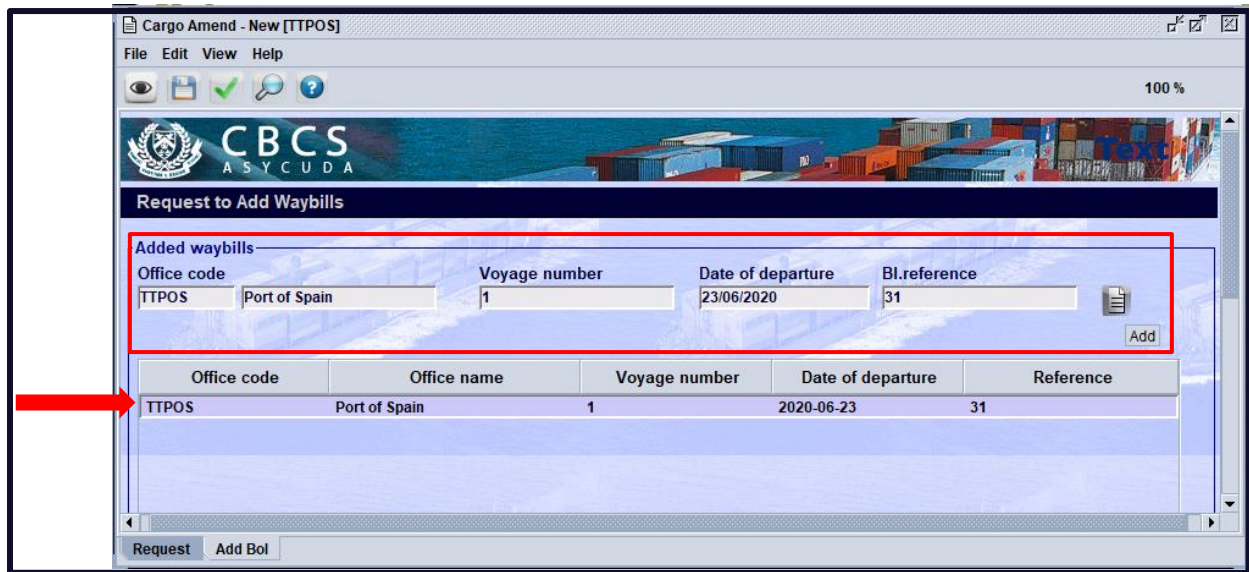 Cargo Amend - New [TTPOS]
File Edit View Help
100 %
CBCS
ASYCUDA
Text
Request to Add Waybills
Added waybills
Office code Voyage number Date of departure Bl.reference
TTPOS Port of Spain 1 23/06/2020 31
Add
Office code Office name Voyage number Date of departure Reference
TTPOS Port of Spain 1 2020-06-23 31
Request Add Bol